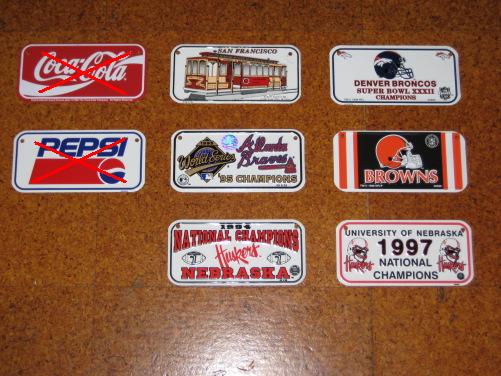 Coca-Cola
SAN FRANCISCO
DENVER BRONCOS
SUPER BOWL XXXII
CHAMPIONS
PEPSI
World Series
Atlanta
Braves
'95 CHAMPIONS
BROWNS
1994
NATIONAL CHAMPIONS
Huskers
NEBRASKA
UNIVERSITY OF NEBRASKA
1997
NATIONAL
CHAMPIONS
Huskers
Huskers